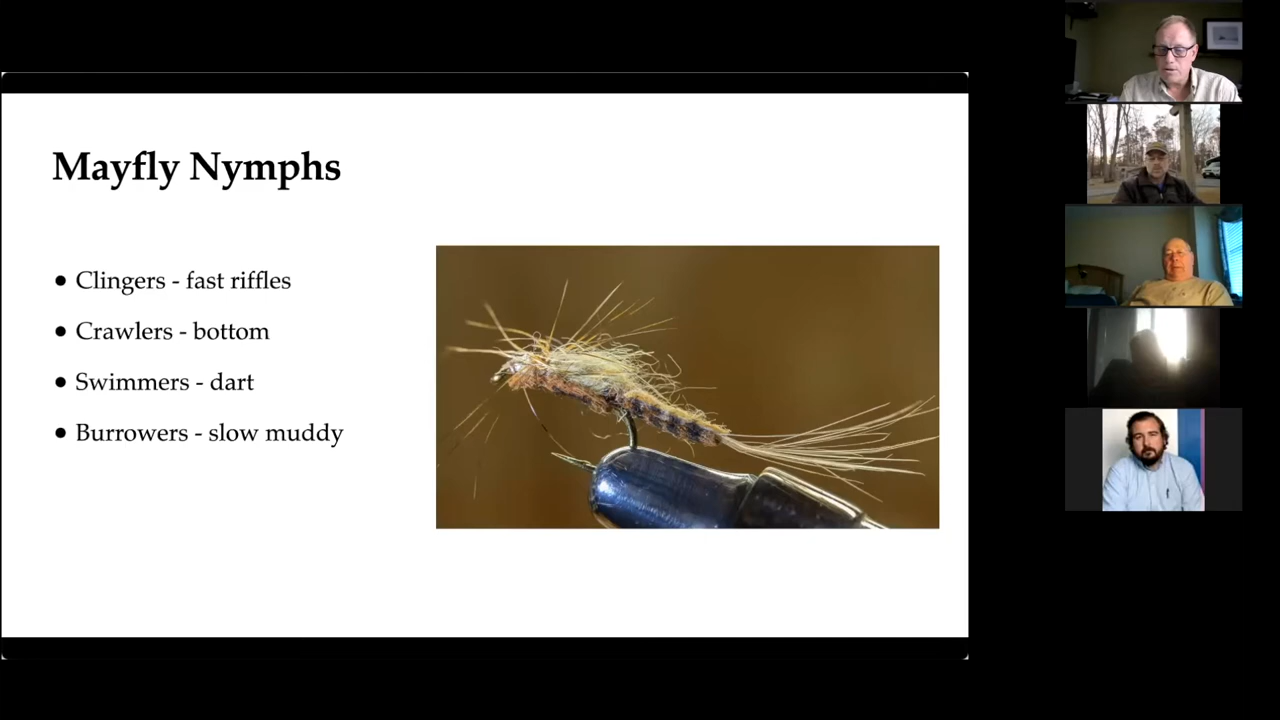 Mayfly Nymphs
• Clingers - fast riffles
• Crawlers - bottom
• Swimmers - dart
• Burrowers - slow muddy